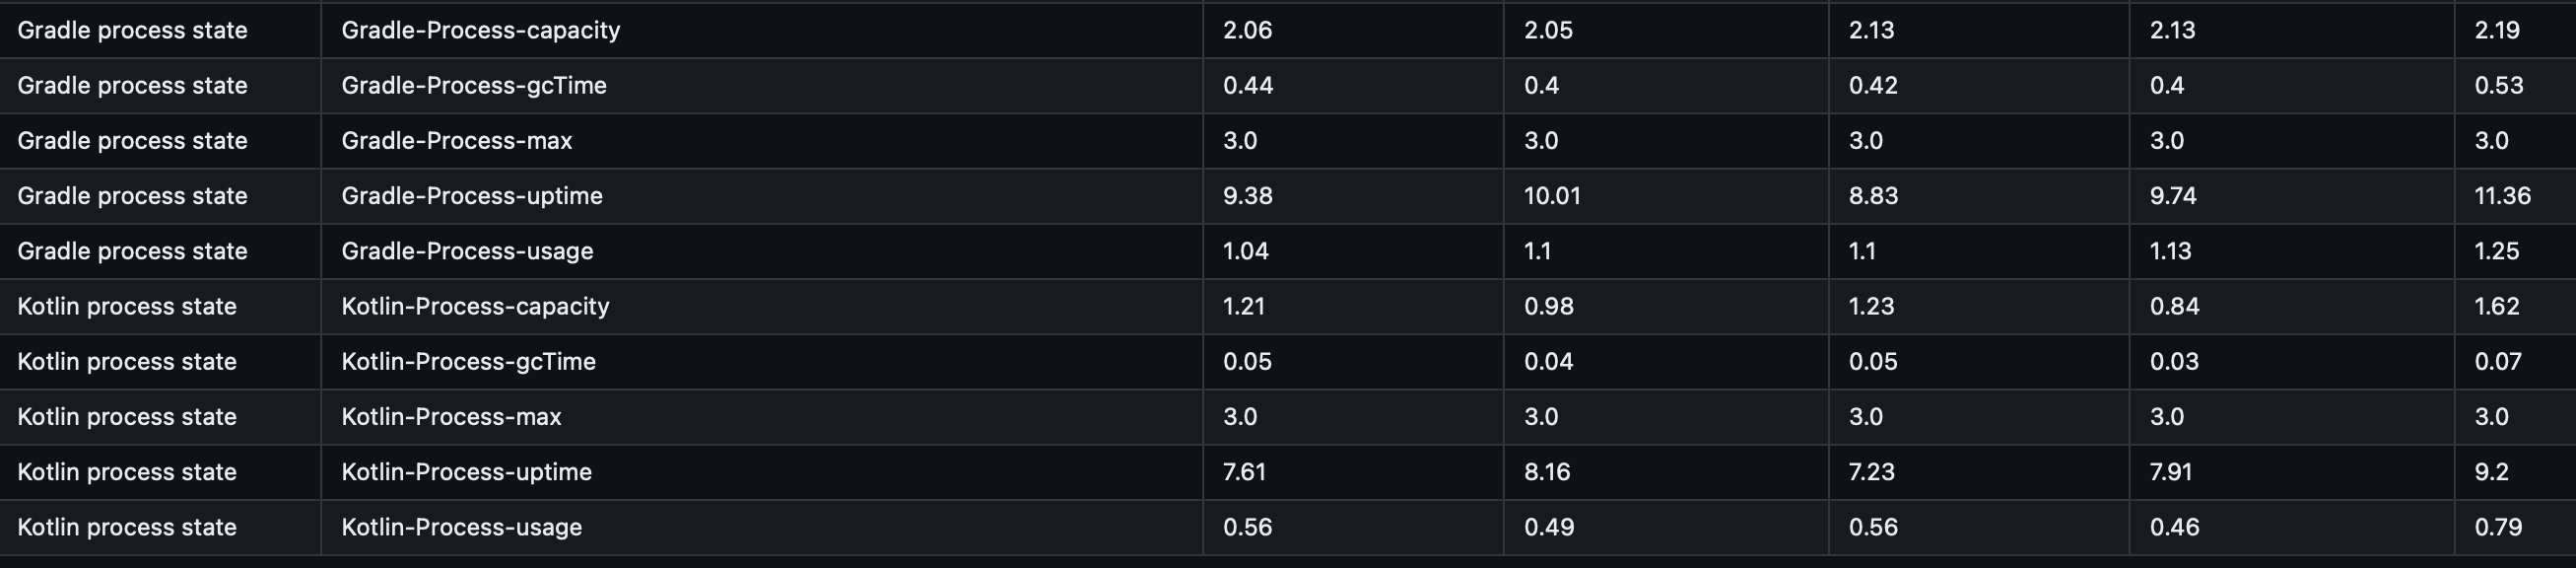 Gradle process state Gradle-Process-capacity 2.06 2.05 2.13 2.13 2.19
Gradle process state Gradle-Process-gcTime 0.44 0.4 0.42 0.4 0.53
Gradle process state Gradle-Process-max 3.0 3.0 3.0 3.0 3.0
Gradle process state Gradle-Process-uptime 9.38 10.01 8.83 9.74 11.36
Gradle process state Gradle-Process-usage 1.04 1.1 1.1 1.13 1.25
Kotlin process state Kotlin-Process-capacity 1.21 0.98 1.23 0.84 1.62
Kotlin process state Kotlin-Process-gcTime 0.05 0.04 0.05 0.03 0.07
Kotlin process state Kotlin-Process-max 3.0 3.0 3.0 3.0 3.0
Kotlin process state Kotlin-Process-uptime 7.61 8.16 7.23 7.91 9.2
Kotlin process state Kotlin-Process-usage 0.56 0.49 0.56 0.46 0.79